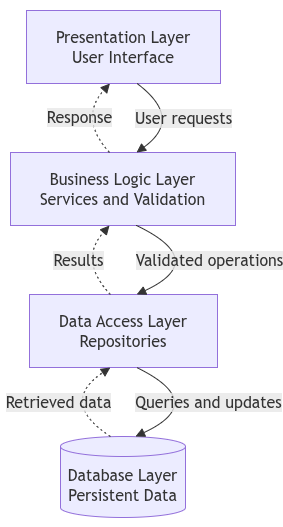 Presentation Layer
User Interface
Response
User requests
Business Logic Layer
Services and Validation
Results
Validated operations
Data Access Layer
Repositories
Retrieved data
Queries and updates
Database Layer
Persistent Data